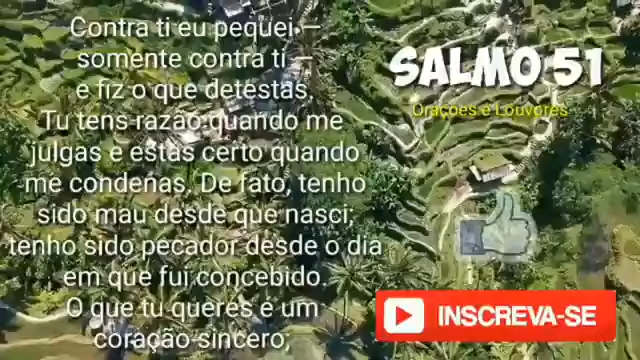 Contra ti eu pequei —
somente contra ti —
e fiz o que detestas.
Tu tens razão quando me
julgas e estás certo quando
me condenas. De fato, tenho
sido mau desde que nasci;
tenho sido pecador desde o dia
em que fui concebido.
O que tu queres é um
coração sincero;
SALMO 51
Orações e Louvores
INSCREVA-SE